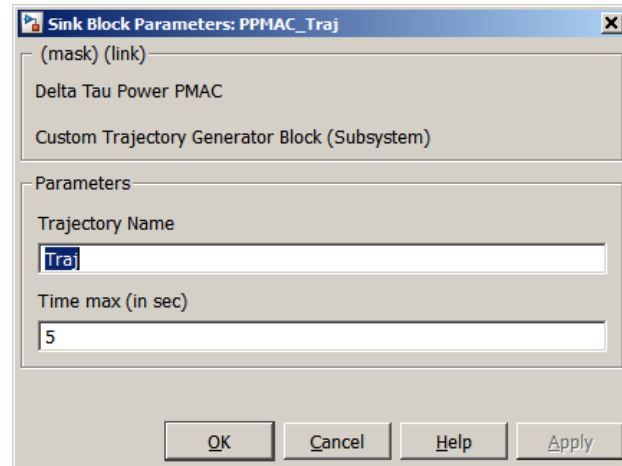 Sink Block Parameters: PPMAC_Traj
(mask) (link)
Delta Tau Power PMAC
Custom Trajectory Generator Block (Subsystem)
Parameters
Trajectory Name
Traj
Time max (in sec)
5
OK Cancel Help Apply